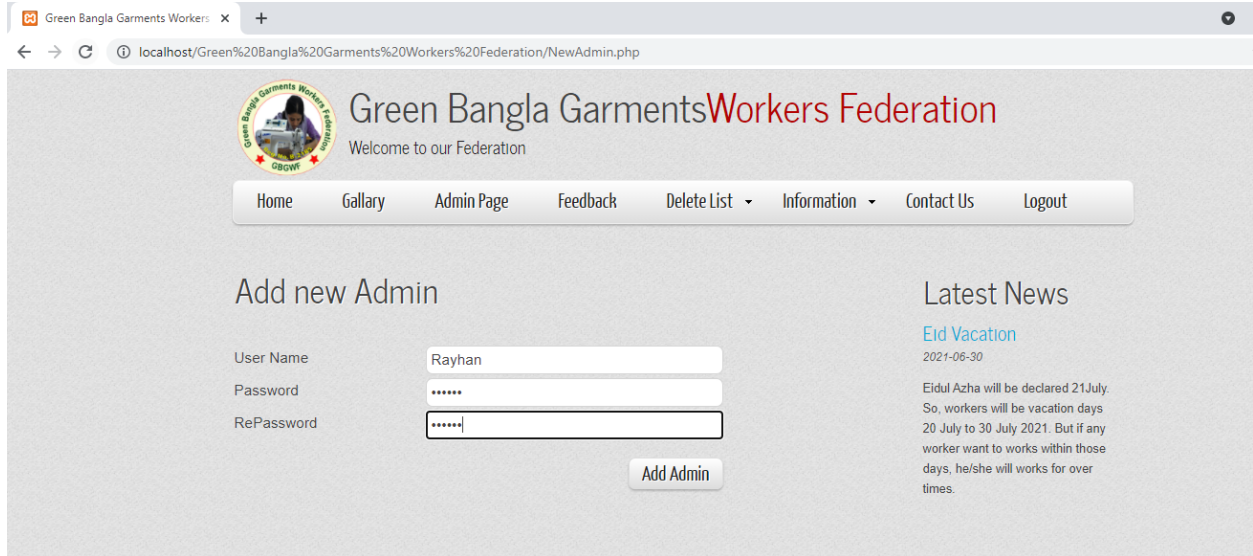 Green Bangla Garments Workers
localhost/Green%20Bangla%20Garments%20Workers%20Federation/NewAdmin.php
Green Bangla Garments Workers Federation
GBGWF
Green Bangla GarmentsWorkers Federation
Welcome to our Federation
Home Gallary Admin Page Feedback Delete List Information Contact Us Logout
Add new Admin
User Name Rayhan
Password ••••••
RePassword ••••••
Add Admin
Latest News
Eid Vacation
2021-06-30
Eidul Azha will be declared 21July.
So, workers will be vacation days
20 July to 30 July 2021. But if any
worker want to works within those
days, he/she will works for over
times.